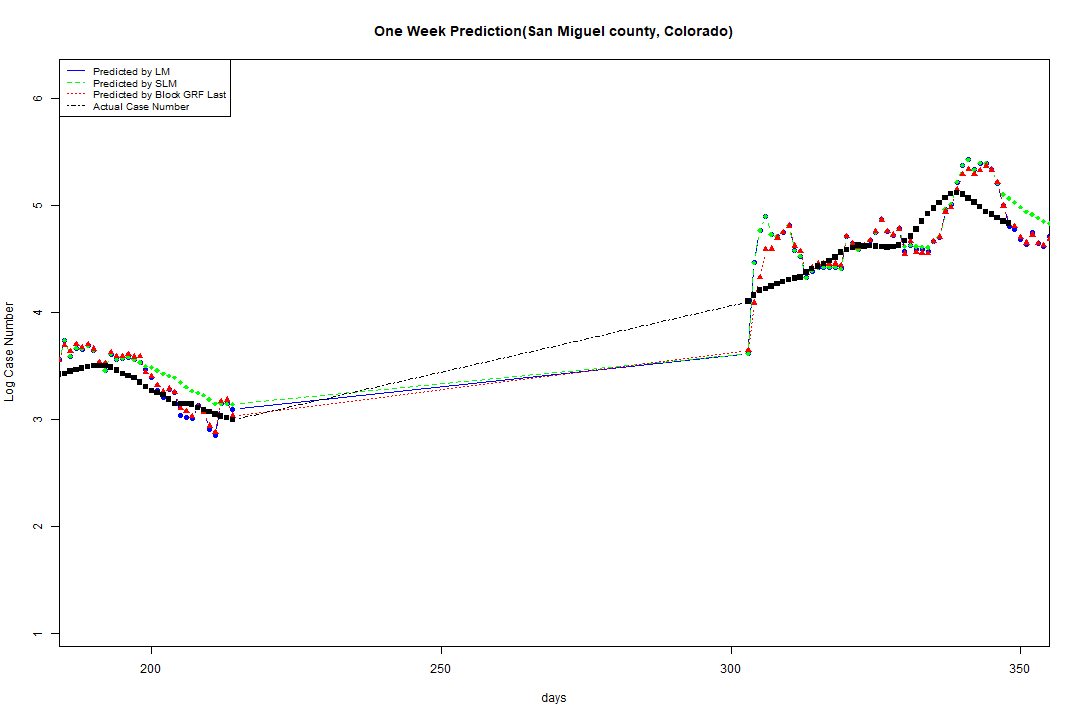 One Week Prediction(San Miguel county, Colorado)
Predicted by LM
Predicted by SLM
Predicted by Block GRF Last
Actual Case Number
6
5
4
3
2
1
Log Case Number
200 250 300 350
days